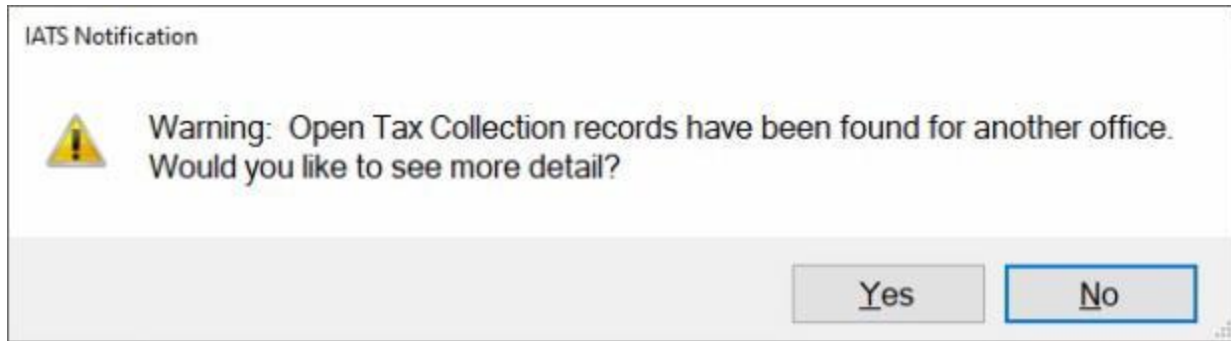 IATS Notification
Warning:  Open Tax Collection records have been found for another office.
Would you like to see more detail?
Yes
No